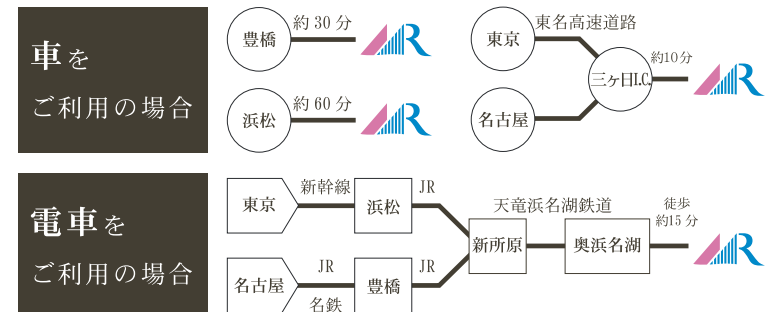 車を
ご利用の場合
豊橋
約30分
浜松
約60分
東京
東名高速道路
名古屋
三ヶ日I.C.
約10分
電車を
ご利用の場合
東京
新幹線
浜松
JR
名古屋
JR
名鉄
豊橋
JR
新所原
天竜浜名湖鉄道
奥浜名湖
徒歩
約15分